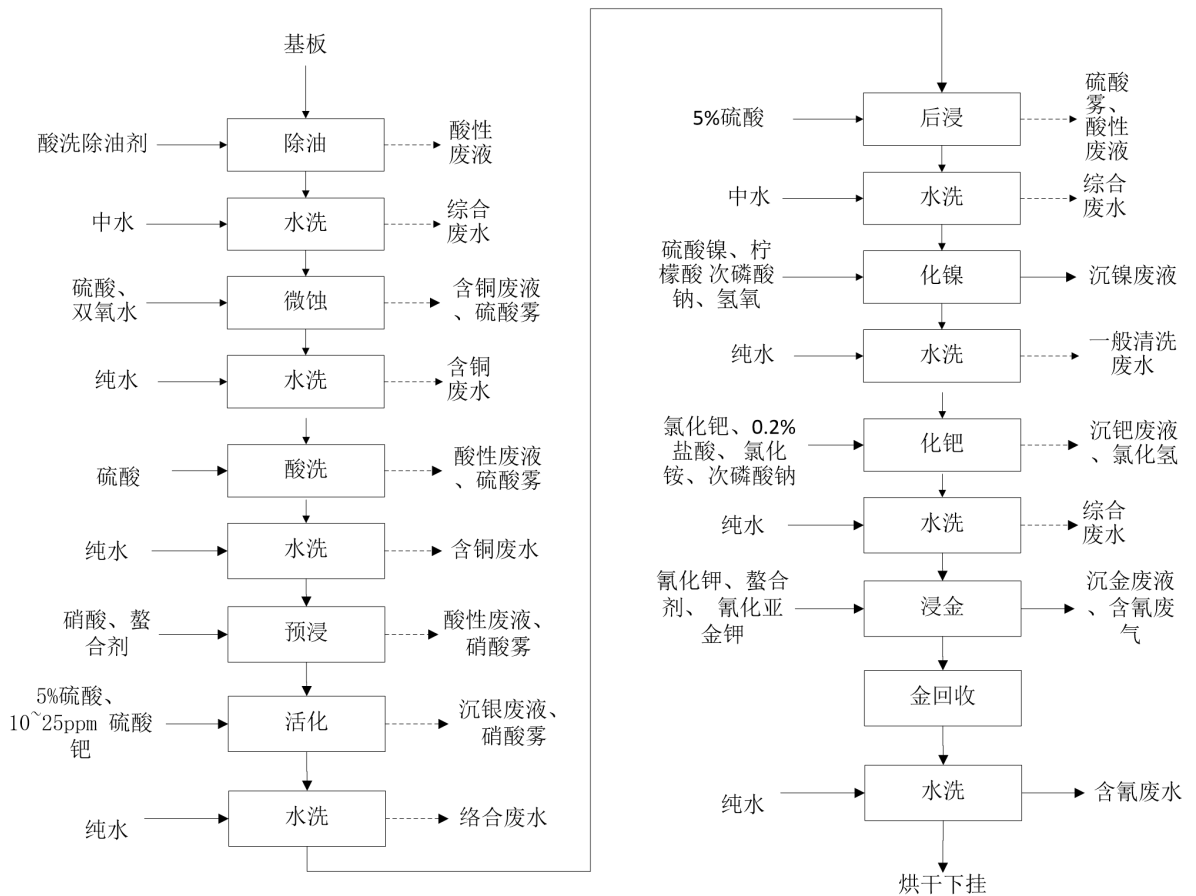 基板
酸洗除油剂
除油
酸性
废液
中水
水洗
综合
废水
硫酸、
双氧水
微蚀
含铜废液
、硫酸雾
纯水
水洗
含铜
废水
硫酸
酸洗
酸性废液
、硫酸雾
纯水
水洗
含铜废水
硝酸、螯
合剂
预浸
酸性废液、
硝酸雾
5%硫酸、
10~25ppm 硫酸
钯
活化
沉银废液、
硝酸雾
纯水
水洗
络合废水
5%硫酸
后浸
硫酸
雾、
酸性
废液
中水
水洗
综合
废水
硫酸镍、柠
檬酸 次磷酸
钠、氢氧
化镍
沉镍废液
纯水
水洗
一般清洗
废水
氯化钯、0.2%
盐酸、 氯化
铵、次磷酸钠
化钯
沉钯废液
、氯化氢
纯水
水洗
综合
废水
氰化钾、螯合
剂、 氰化亚
金钾
浸金
沉金废液
、含氰废
气
金回收
纯水
水洗
含氰废水
烘干下挂